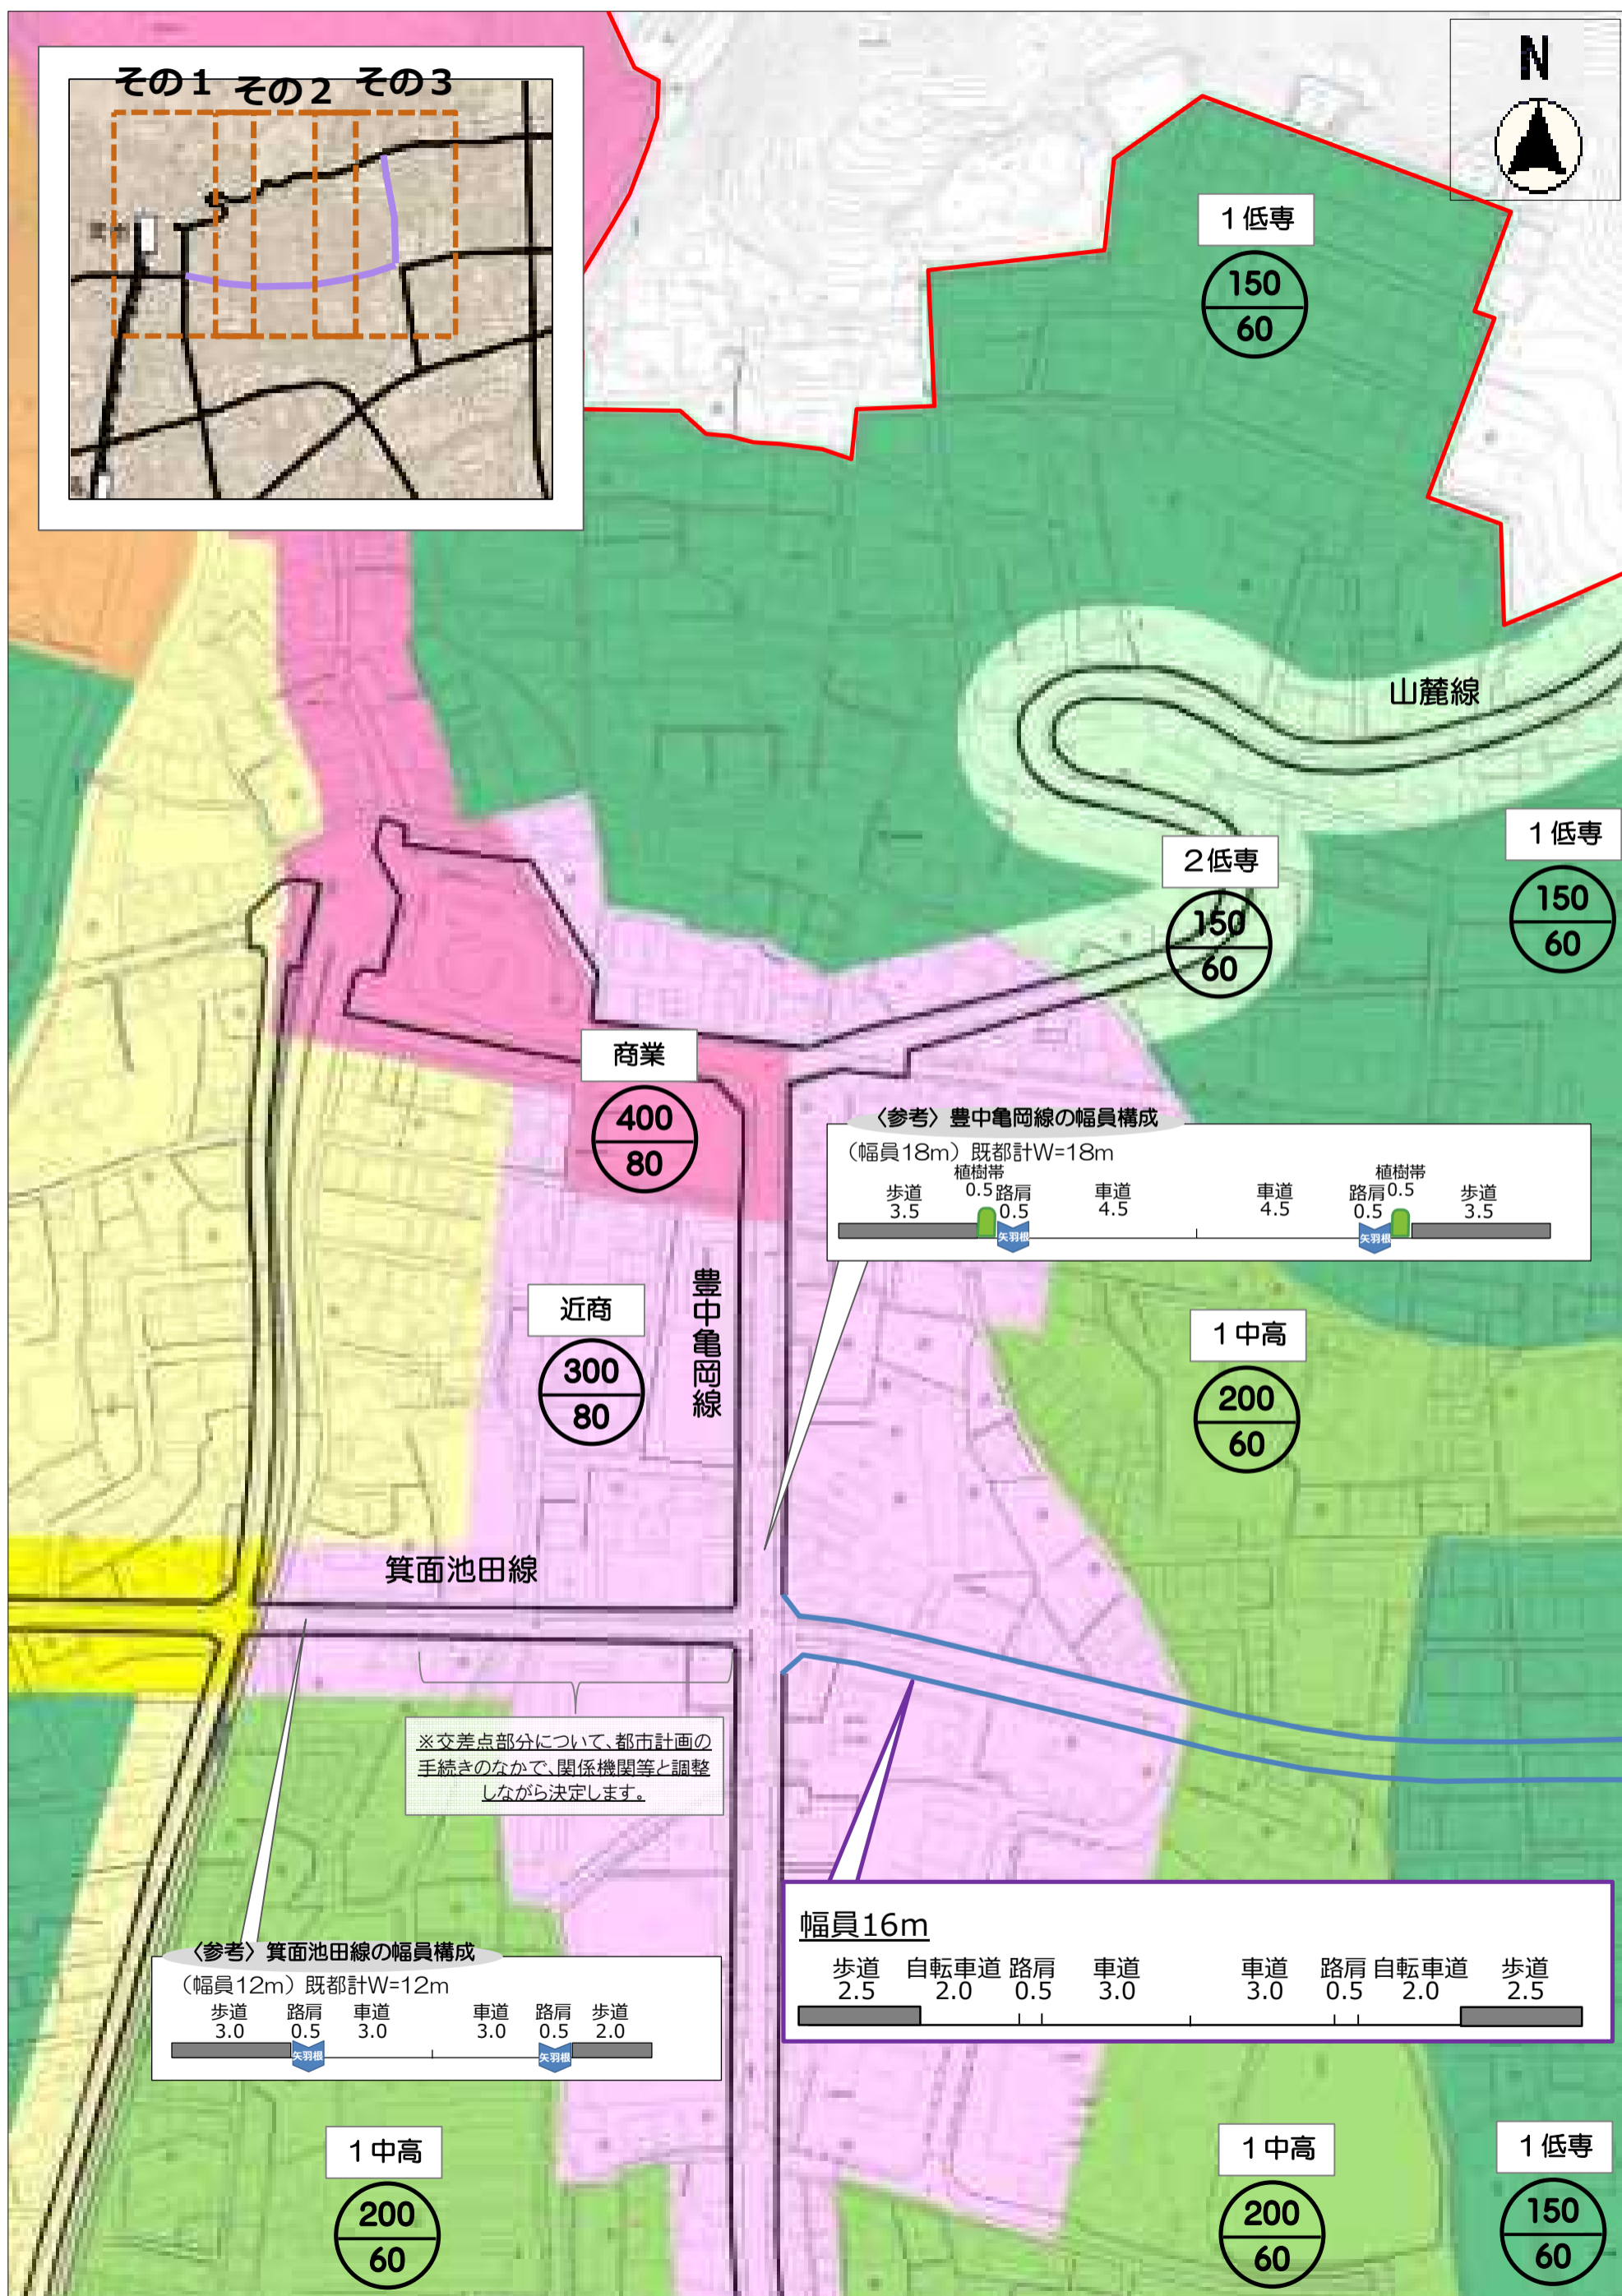 その１ その２ その３
N
１低専
150
60
山麓線
１低専
150
60
２低専
150
60
商業
400
80
〈参考〉豊中亀岡線の幅員構成
（幅員18m）既都計W=18m
歩道 植樹帯 路肩 車道 車道 路肩 植樹帯 歩道
3.5 0.5 0.5 4.5 4.5 0.5 0.5 3.5
矢羽根 矢羽根
近商
300
80
豊中亀岡線
１中高
200
60
箕面池田線
※交差点部分について、都市計画の
手続きのなかで、関係機関等と調整
しながら決定します。
幅員16m
歩道 自転車道 路肩 車道 車道 路肩 自転車道 歩道
2.5 2.0 0.5 3.0 3.0 0.5 2.0 2.5
〈参考〉箕面池田線の幅員構成
（幅員12m）既都計W=12m
歩道 路肩 車道 車道 路肩 歩道
3.0 0.5 3.0 3.0 0.5 2.0
矢羽根 矢羽根
１中高
200
60
１中高
200
60
１低専
150
60